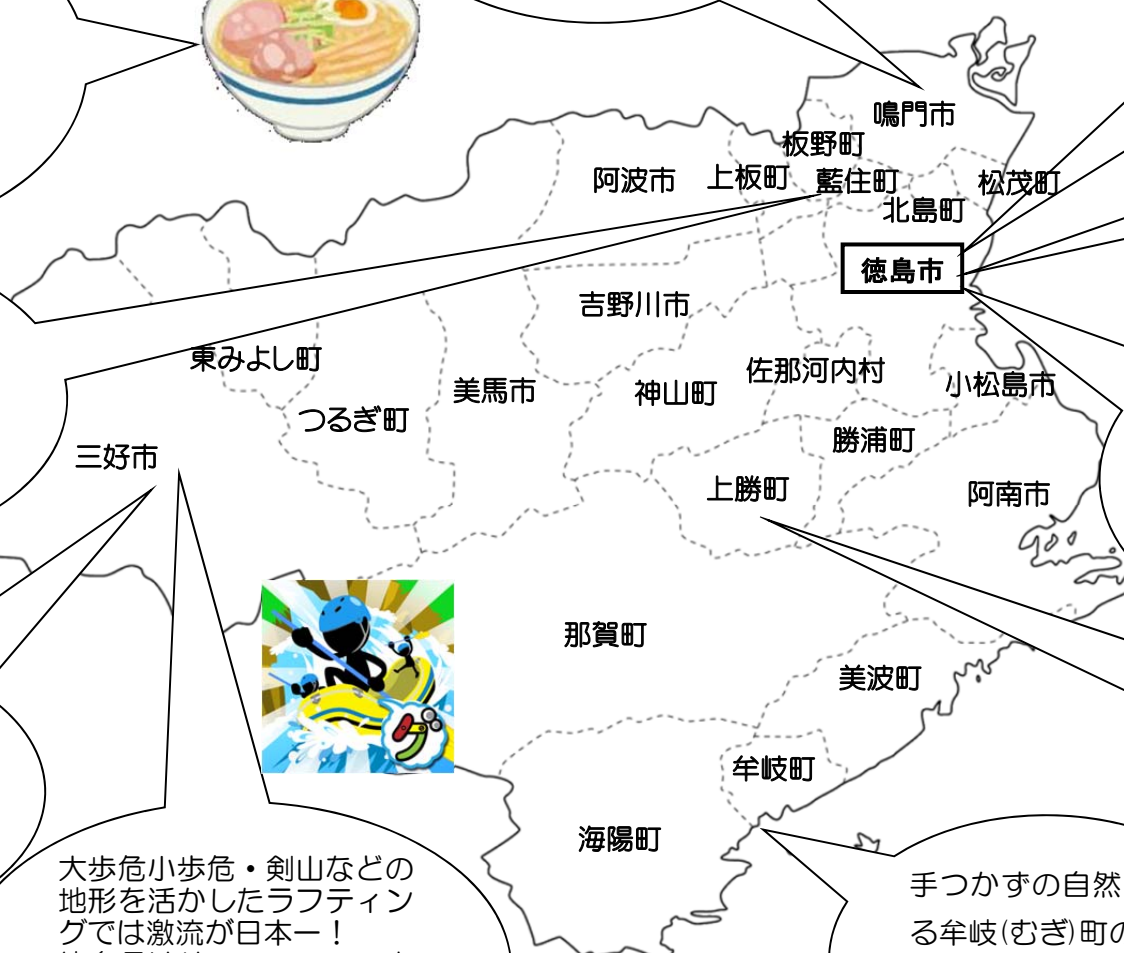 鳴門市
板野町
阿波市
上板町
藍住町
松茂町
北島町
徳島市
吉野川市
東みよし町
美馬市
神山町
佐那河内村
小松島市
つるぎ町
勝浦町
三好市
上勝町
阿南市
那賀町
美波町
牟岐町
海陽町
大歩危小歩危・剣山などの
地形を活かしたラフティン
グでは激流が日本一！
手つかずの自然
る牟岐(むぎ)町の